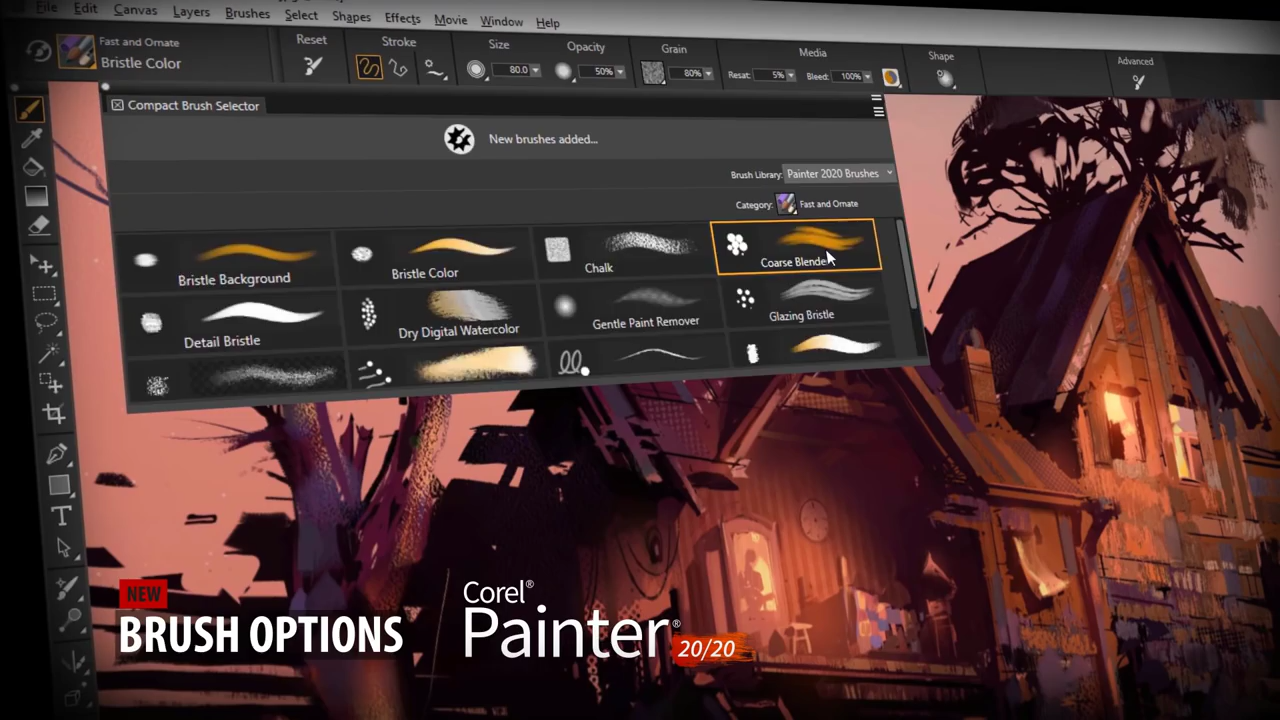 File Edit Canvas Layers Brushes Select Shapes Effects Movie Window Help
Fast and Ornate
Bristle Color
Reset
Stroke
Size
80.0
Opacity
50%
Grain
80%
Media
Resat: 5% Bleed: 100%
Shape
Advanced
Compact Brush Selector
New brushes added...
Brush Library: Painter 2020 Brushes
Category: Fast and Ornate
Bristle Background
Bristle Color
Chalk
Coarse Blender
Detail Bristle
Dry Digital Watercolor
Gentle Paint Remover
Glazing Bristle
T
NEW
BRUSH OPTIONS
Corel®
Painter®
20/20